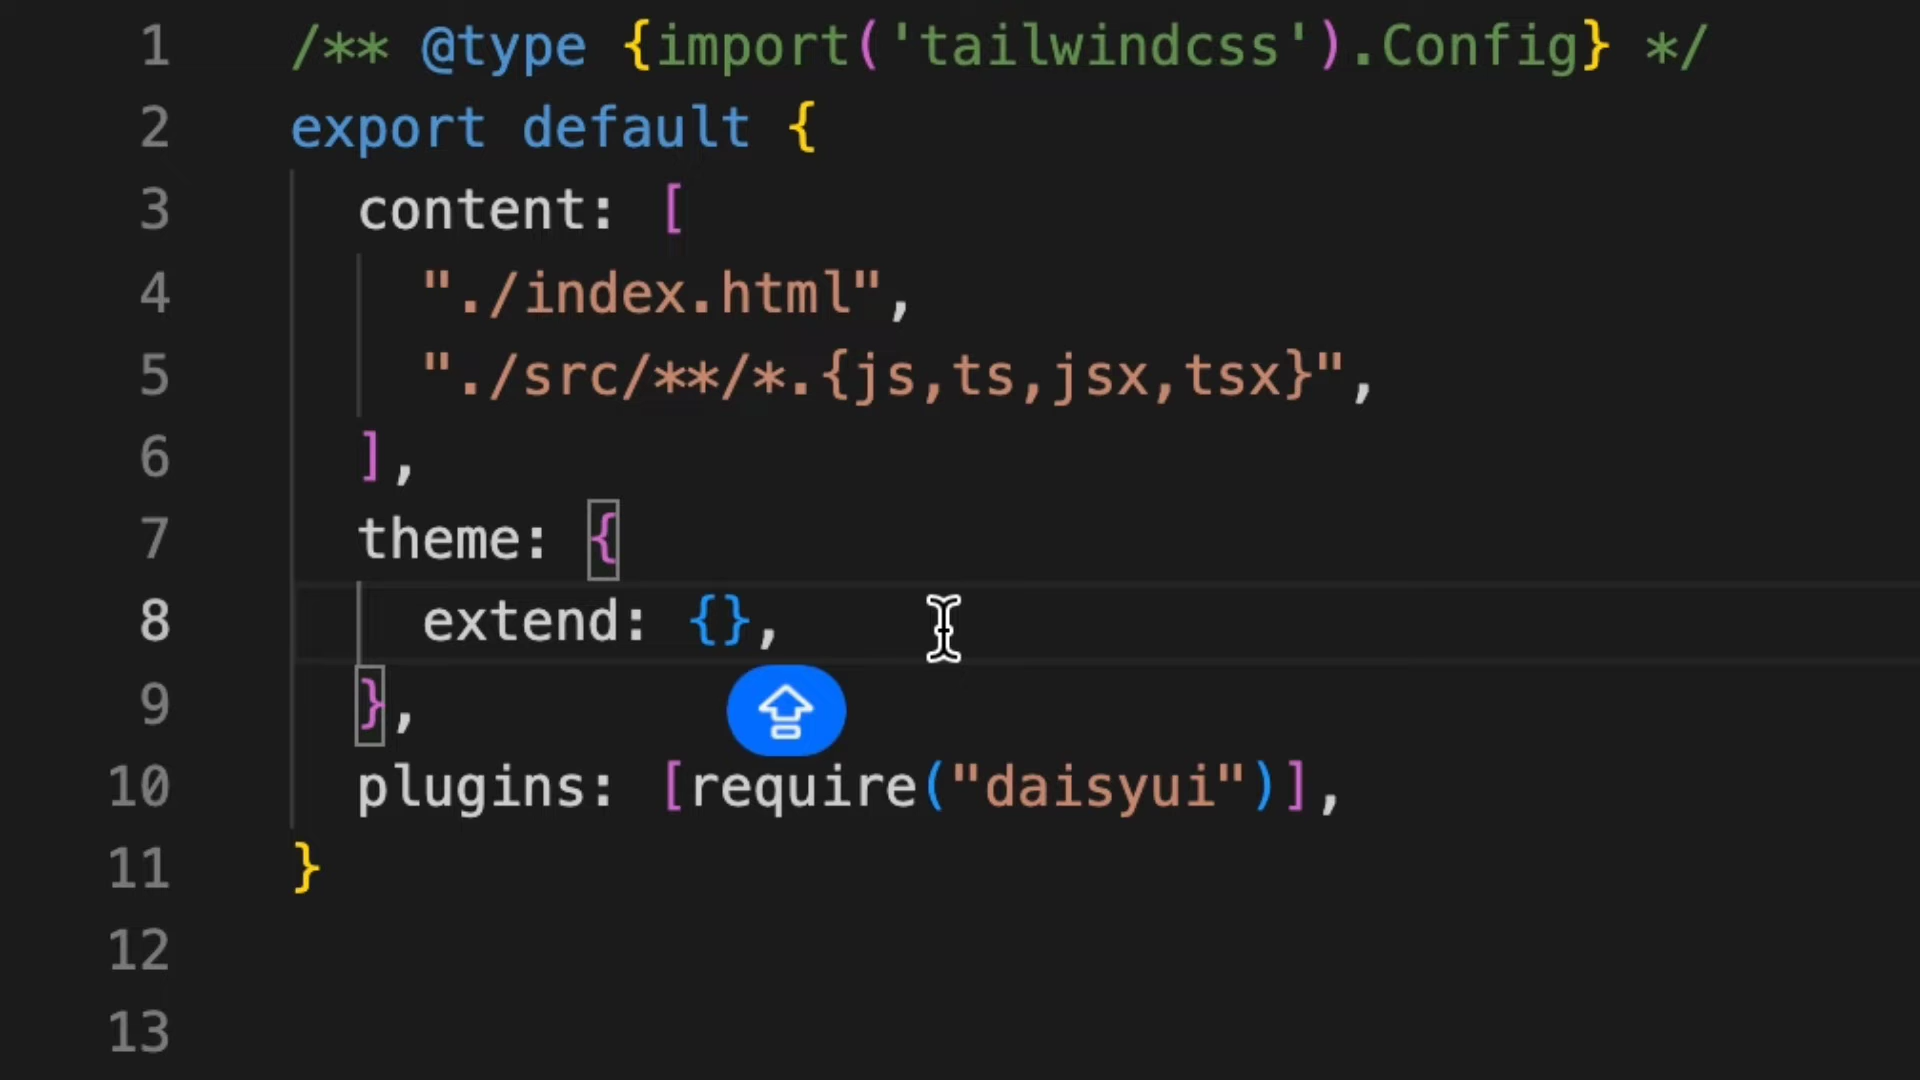 1 /** @type {import('tailwindcss').Config} */
2 export default {
3 content: [
4 "./index.html",
5 "./src/**/*.{js,ts,jsx,tsx}",
6 ],
7 theme: {
8 extend: {},
9 },
10 plugins: [require("daisyui")],
11 }
12
13